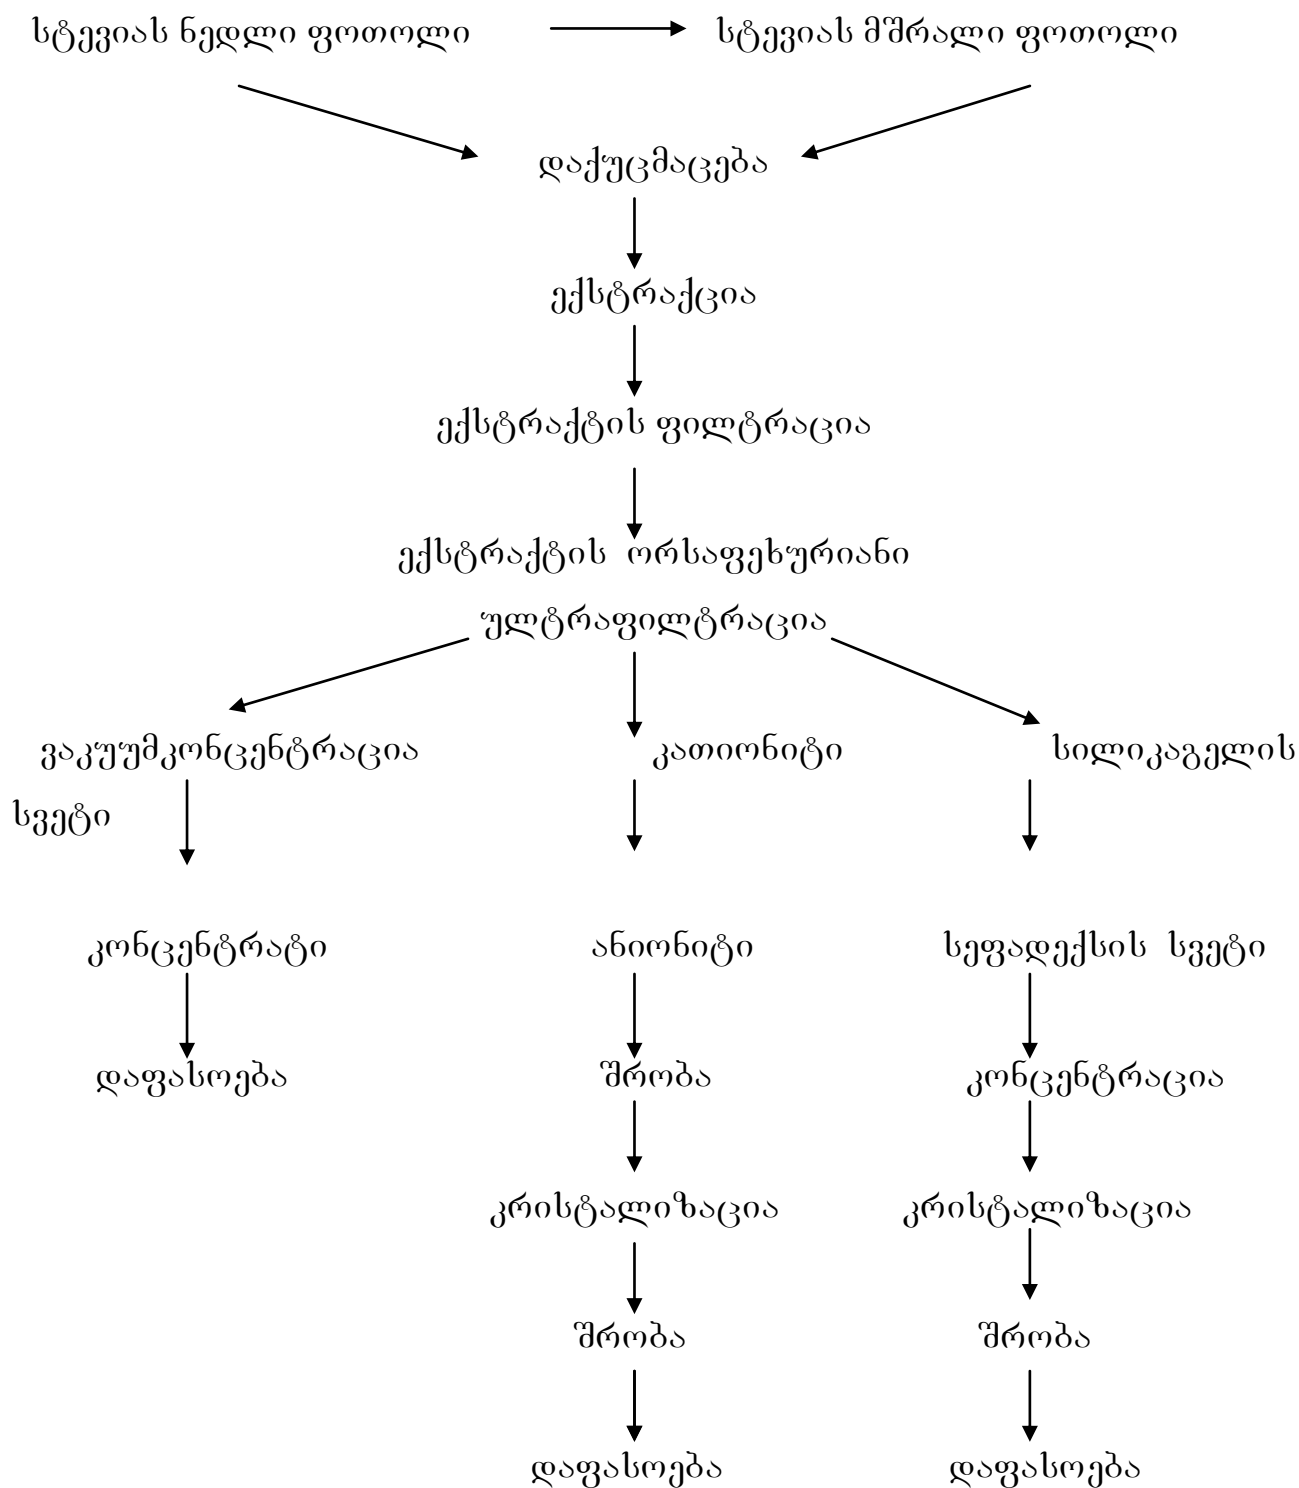 სტევიას ნედლი ფოთოლი სტევიას მშრალი ფოთოლი
დაქუცმაცება
ექსტრაქცია
ექსტრაქტის ფილტრაცია
ექსტრაქტის ორსაფეხურიანი
ულტრაფილტრაცია
ვაკუუმკონცენტრაცია კათიონიტი სილიკაგელის
სვეტი
კონცენტრატი ანიონიტი სეფადექსის სვეტი
დაფასოება შრობა კონცენტრაცია
კრისტალიზაცია კრისტალიზაცია
შრობა შრობა
დაფასოება დაფასოება